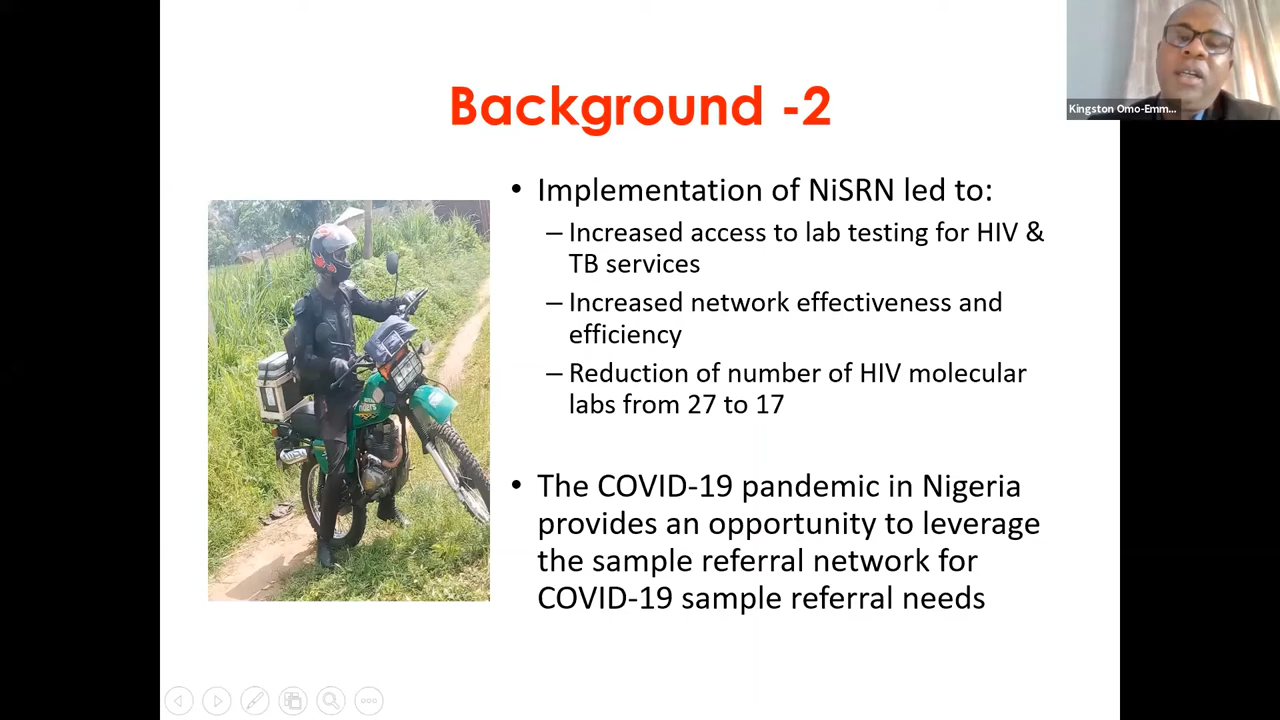 Background -2
Kingston Omo-Emm...
• Implementation of NiSRN led to:
– Increased access to lab testing for HIV &
TB services
– Increased network effectiveness and
efficiency
– Reduction of number of HIV molecular
labs from 27 to 17
• The COVID-19 pandemic in Nigeria
provides an opportunity to leverage
the sample referral network for
COVID-19 sample referral needs
riders